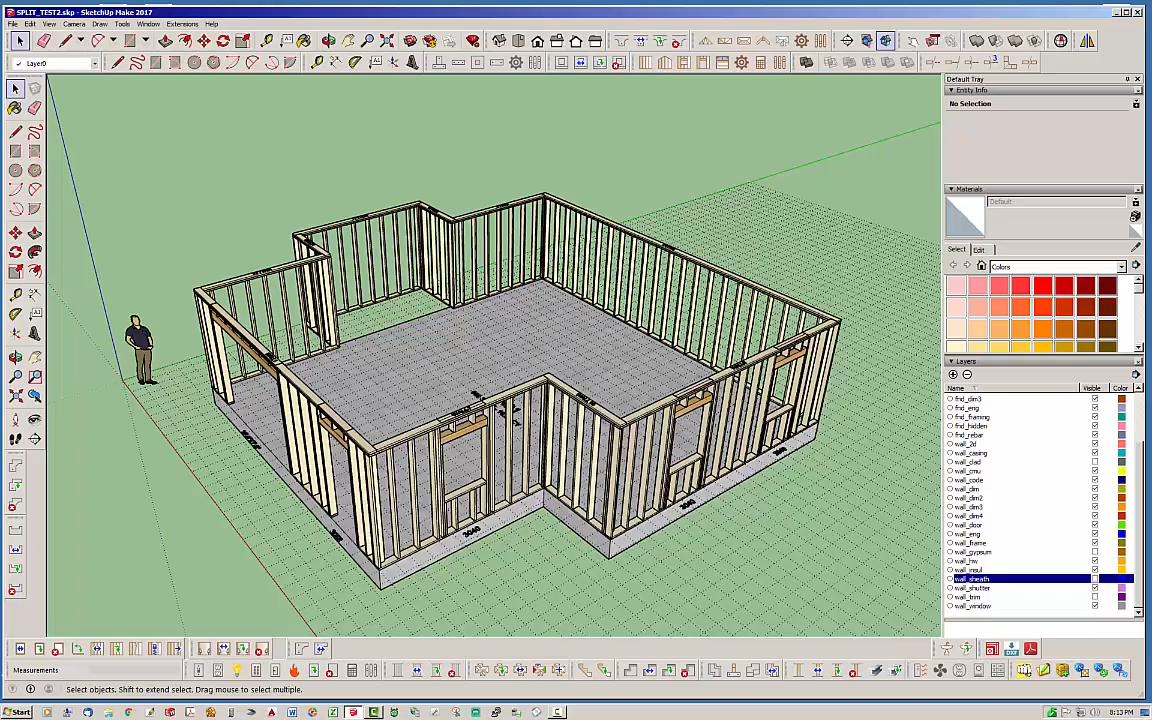 SPLIT_TEST2.skp - SketchUp Make 2017
File Edit View Camera Draw Tools Window Extensions Help
Layer0
Default Tray
Entity Info
No Selection
Materials
Default
Select Edit
Colors
Layers
Name Visible Color
fnd_dim3
fnd_eng
fnd_framing
fnd_hidden
fnd_rebar
wall_2d
wall_casing
wall_clad
wall_cmu
wall_code
wall_dim
wall_dim2
wall_dim3
wall_dim4
wall_door
wall_eng
wall_frame
wall_gypsum
wall_hw
wall_insul
wall_sheath
wall_shutter
wall_trim
wall_window
3040
Measurements
Select objects. Shift to extend select. Drag mouse to select multiple.
Start
8:13 PM